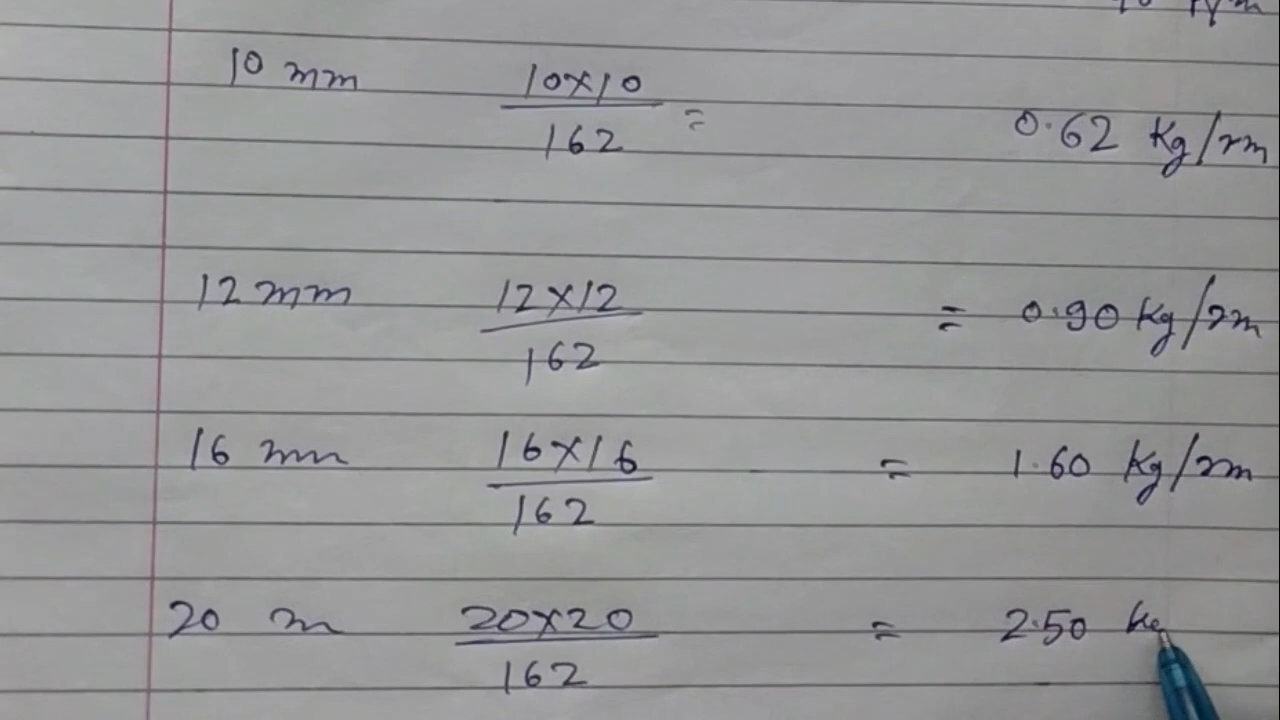 10 mm 10x10 / 162 = 0.62 Kg/rm
12 mm 12x12 / 162 = 0.90 Kg/rm
16 mm 16x16 / 162 = 1.60 Kg/rm
20 m 20x20 / 162 = 2.50 Kg